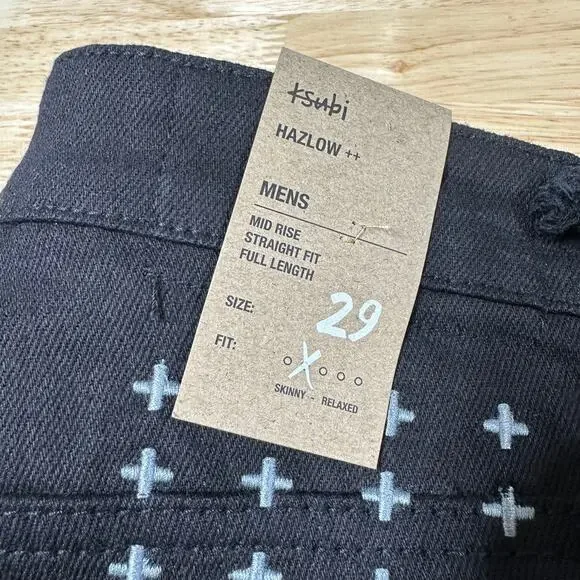 ksubi
HAZLOW ++
MENS
MID RISE
STRAIGHT FIT
FULL LENGTH
SIZE: 29
FIT: X
SKINNY - RELAXED